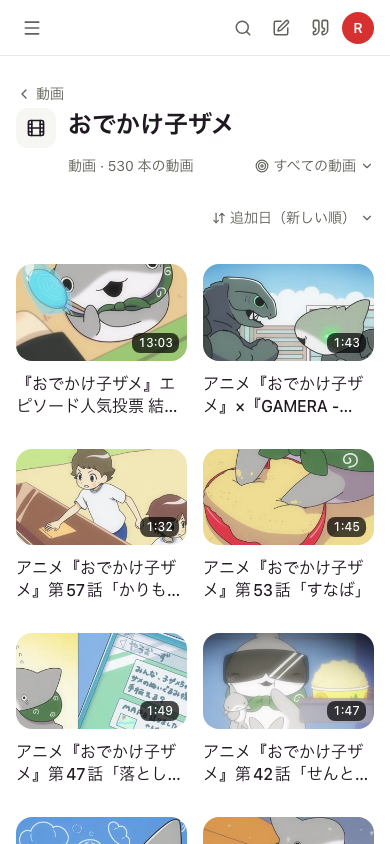 R
動画
おでかけ子ザメ
動画 · 530 本の動画
すべての動画
追加日（新しい順）
13:03
1:43
『おでかけ子ザメ』エ
ピソード人気投票 結...
アニメ『おでかけ子ザ
メ』×『GAMERA -...
1:32
1:45
アニメ『おでかけ子ザ
メ』第57話「かりも...
アニメ『おでかけ子ザ
メ』第53話「すなば」
みんな、子ザメち
1:49
1:47
アニメ『おでかけ子ザ
メ』第47話「落とし...
アニメ『おでかけ子ザ
メ』第42話「せんと...